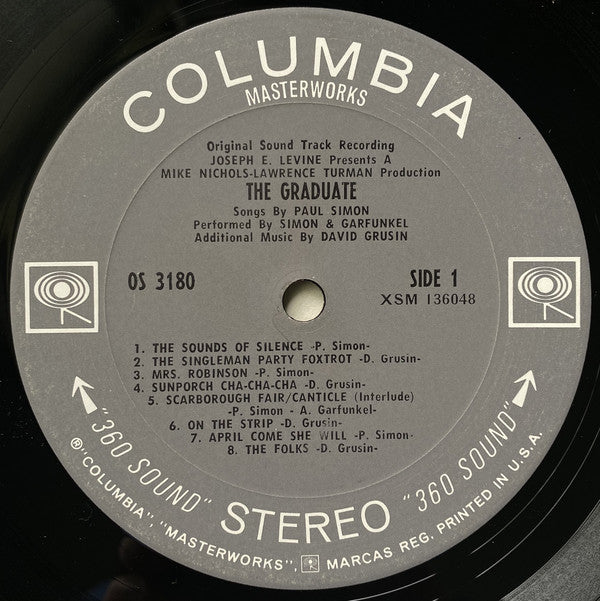 COLUMBIA
MASTERWORKS
Original Sound Track Recording
JOSEPH E. LEVINE Presents A
MIKE NICHOLS-LAWRENCE TURMAN Production
THE GRADUATE
Songs By PAUL SIMON
Performed By SIMON & GARFUNKEL
Additional Music By DAVID GRUSIN
OS 3180
SIDE 1
XSM 136048
1. THE SOUNDS OF SILENCE -P. Simon-
2. THE SINGLEMAN PARTY FOXTROT -D. Grusin-
3. MRS. ROBINSON -P. Simon-
4. SUNPORCH CHA-CHA-CHA -D. Grusin-
5. SCARBOROUGH FAIR/CANTICLE (Interlude)
-P. Simon - A. Garfunkel-
6. ON THE STRIP -D. Grusin-
7. APRIL COME SHE WILL -P. Simon-
8. THE FOLKS -D. Grusin-
"360 SOUND" STEREO "360 SOUND"
®"COLUMBIA", "MASTERWORKS", MARCAS REG. PRINTED IN U.S.A.